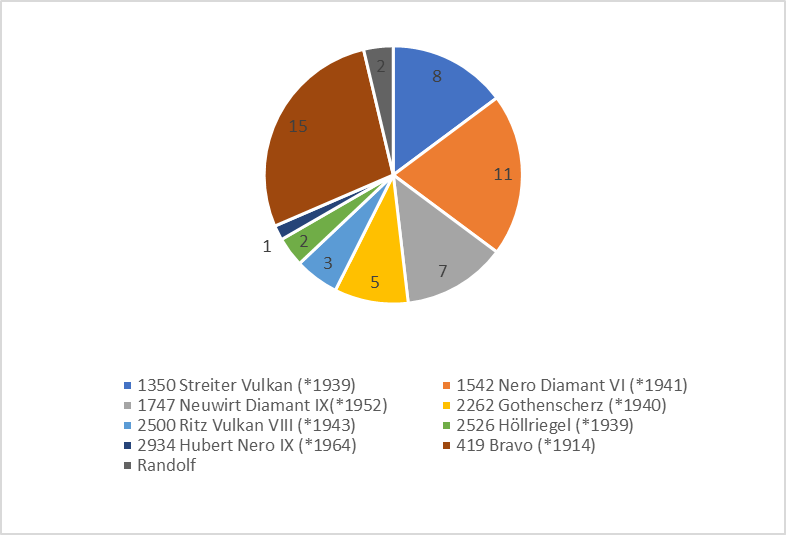 2
8
15
11
1
2
3
5
7
1350 Streiter Vulkan (*1939)
1542 Nero Diamant VI (*1941)
1747 Neuwirt Diamant IX(*1952)
2262 Gothenscherz (*1940)
2500 Ritz Vulkan VIII (*1943)
2526 Höllriegel (*1939)
2934 Hubert Nero IX (*1964)
419 Bravo (*1914)
Randolf